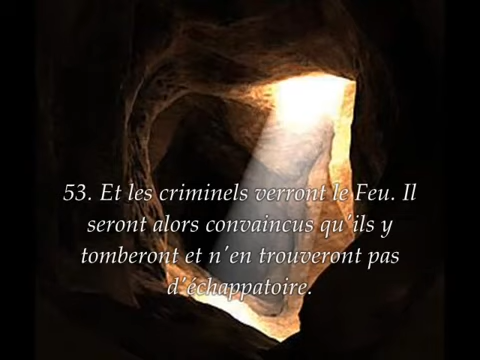 53. Et les criminels verront le Feu. Il
seront alors convaincus qu'ils y
tomberont et n'en trouveront pas
d'échappatoire.